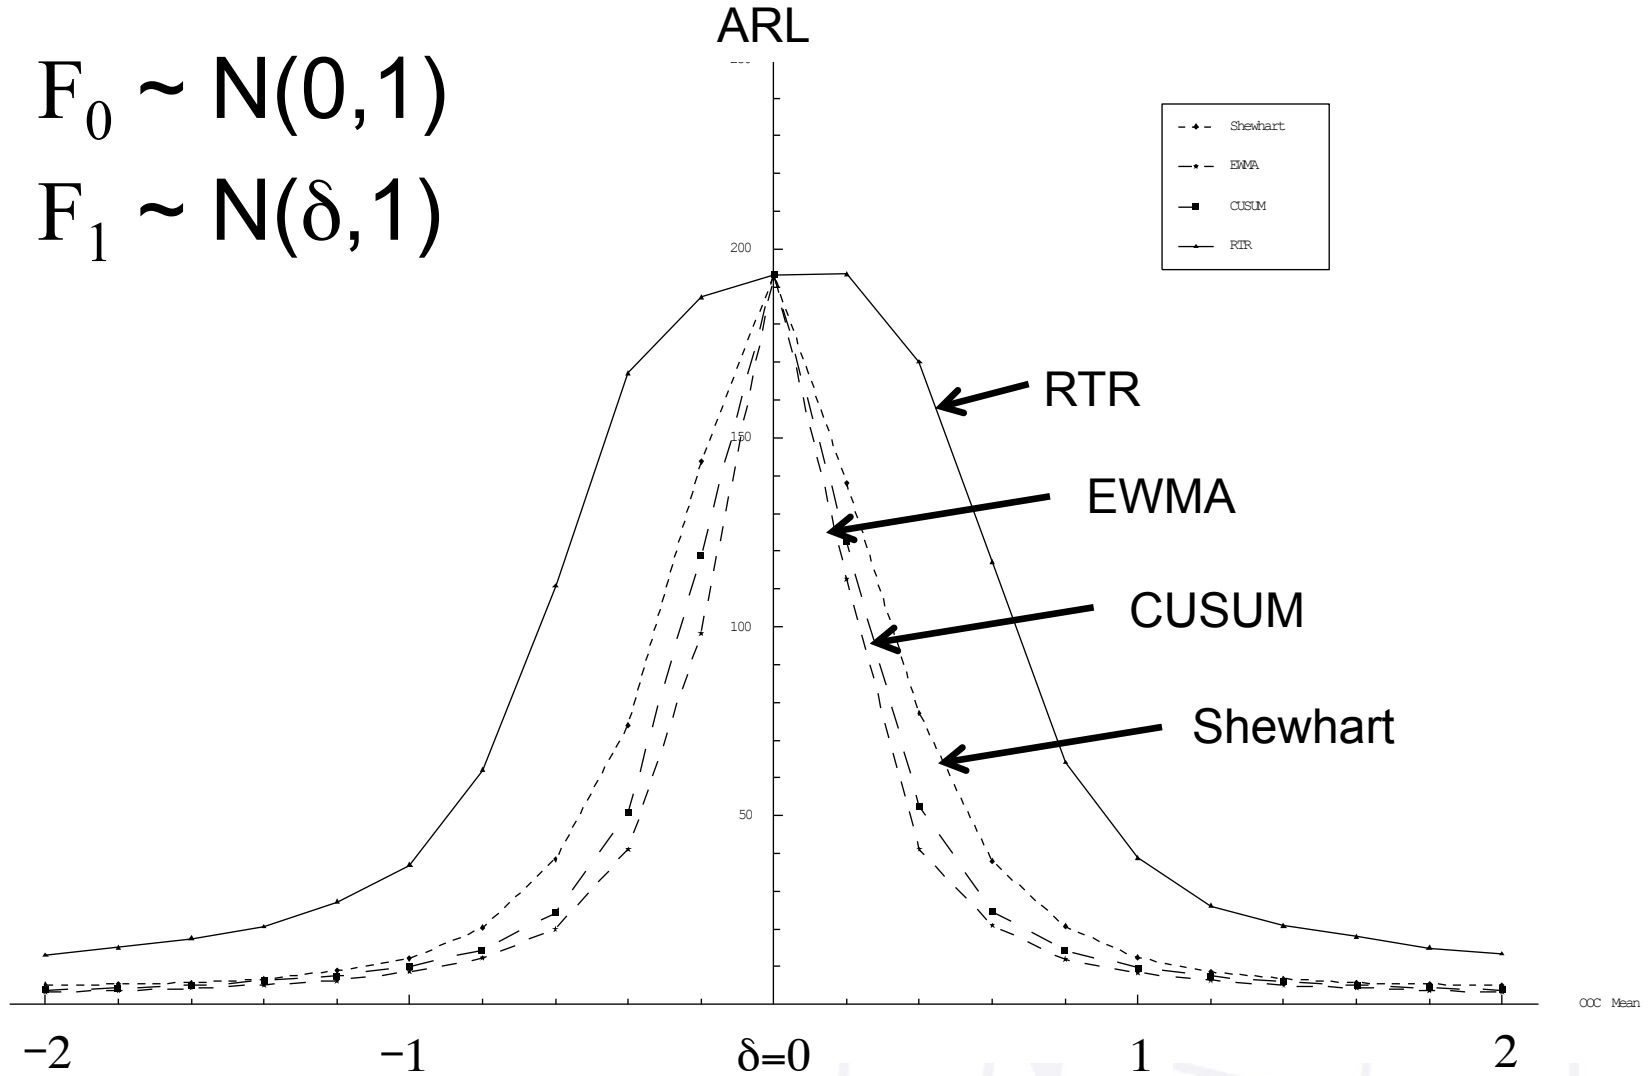 ARL
F₀ ~ N(0,1)
F₁ ~ N(δ,1)
Shewhart
EWMA
CUSUM
RTR
200
150
100
50
RTR
EWMA
CUSUM
Shewhart
OOC Mean
−2 −1 δ=0 1 2